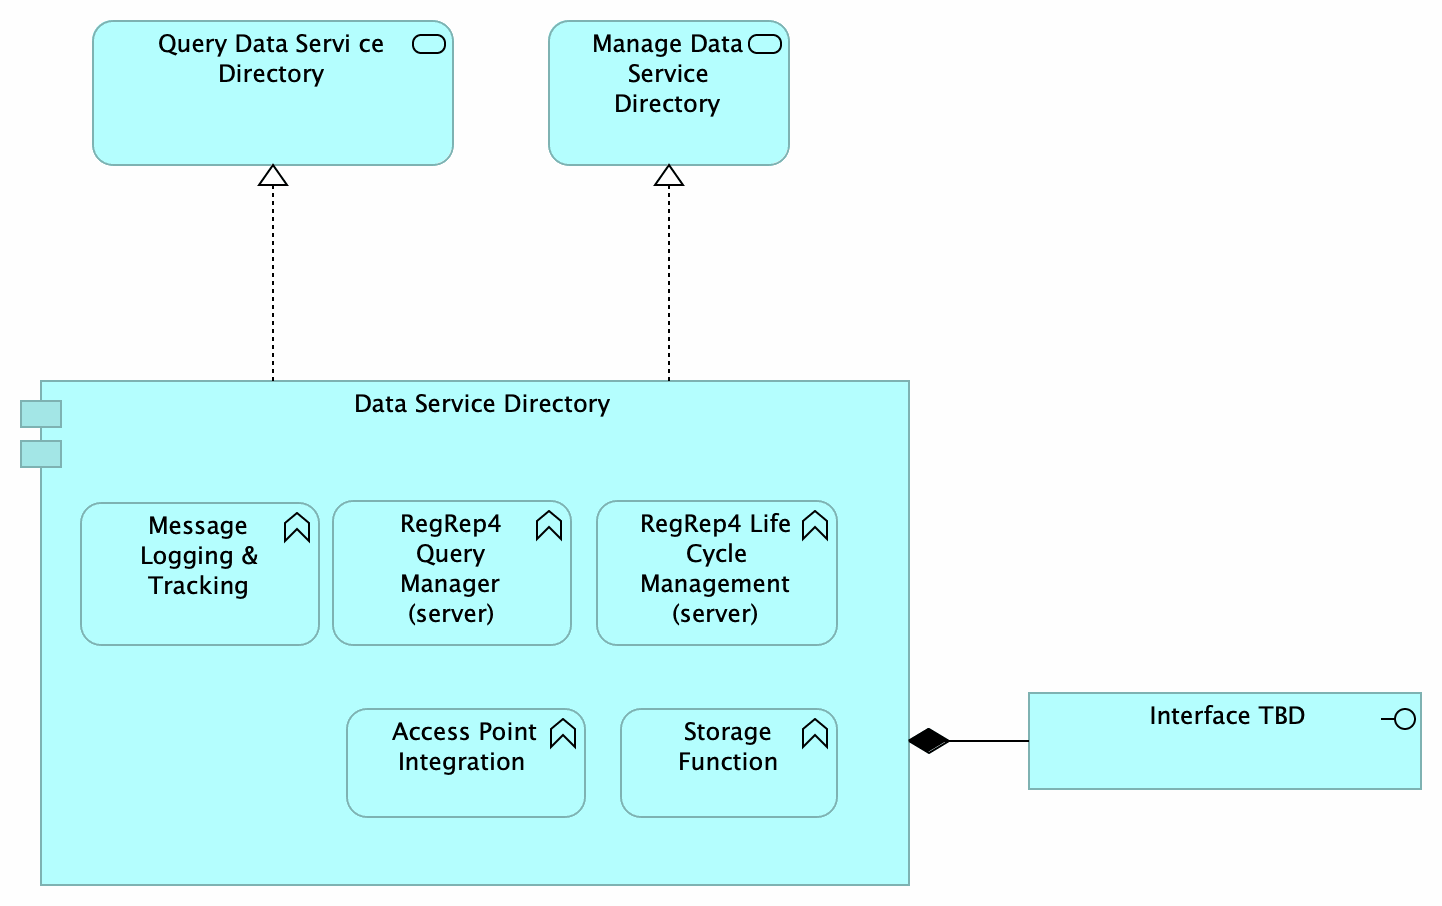 Query Data Servi ce
Directory
Manage Data
Service
Directory
Data Service Directory
Message
Logging &
Tracking
RegRep4
Query
Manager
(server)
RegRep4 Life
Cycle
Management
(server)
Access Point
Integration
Storage
Function
Interface TBD